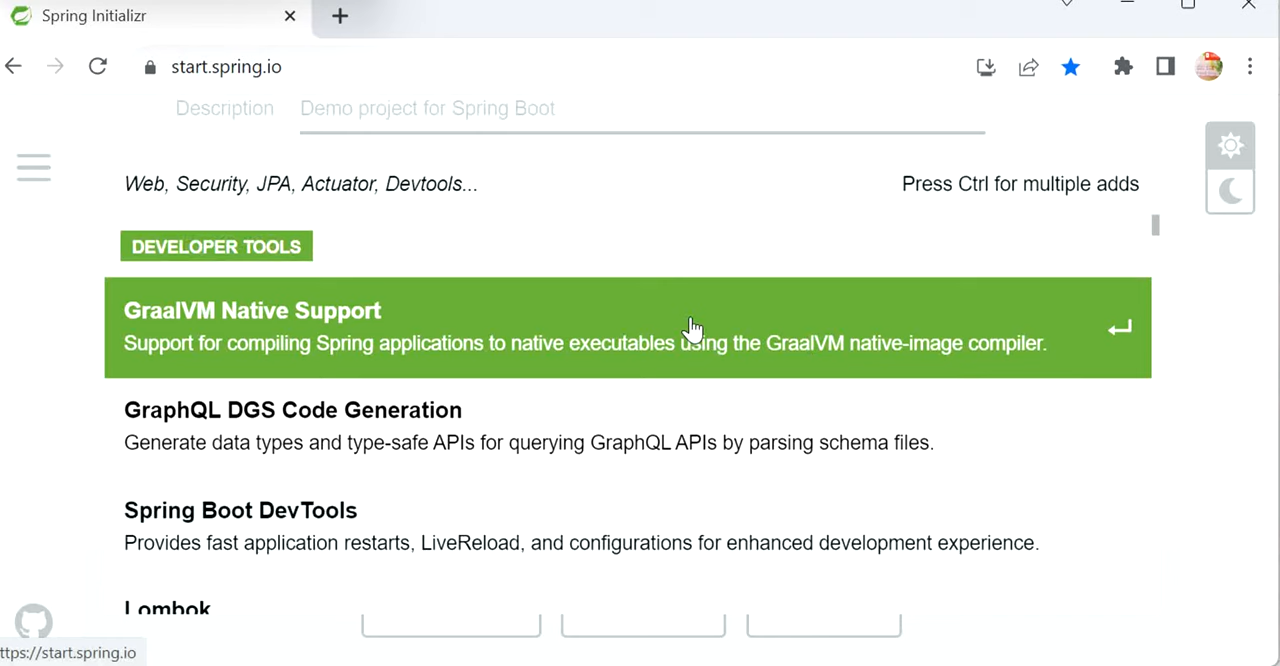 Spring Initializr
start.spring.io
Description Demo project for Spring Boot
Web, Security, JPA, Actuator, Devtools... Press Ctrl for multiple adds
DEVELOPER TOOLS
GraalVM Native Support
Support for compiling Spring applications to native executables using the GraalVM native-image compiler.
GraphQL DGS Code Generation
Generate data types and type-safe APIs for querying GraphQL APIs by parsing schema files.
Spring Boot DevTools
Provides fast application restarts, LiveReload, and configurations for enhanced development experience.
Lombok
ttps://start.spring.io